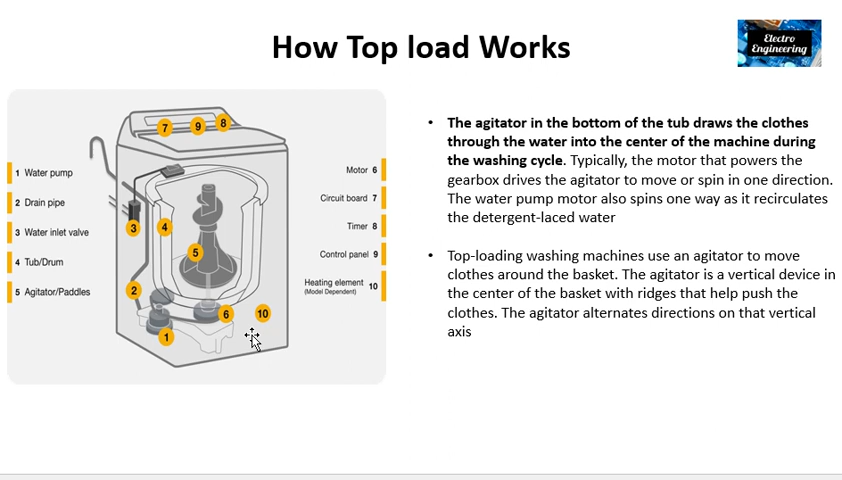 How Top load Works
Electro
Engineering
7 9 8
1 Water pump
2 Drain pipe
3 Water inlet valve
4 Tub/Drum
5 Agitator/Paddles
3 4
5
2
6 10
1
Motor 6
Circuit board 7
Timer 8
Control panel 9
Heating element 10
(Model Dependent)
• The agitator in the bottom of the tub draws the clothes
through the water into the center of the machine during
the washing cycle. Typically, the motor that powers the
gearbox drives the agitator to move or spin in one direction.
The water pump motor also spins one way as it recirculates
the detergent-laced water
• Top-loading washing machines use an agitator to move
clothes around the basket. The agitator is a vertical device in
the center of the basket with ridges that help push the
clothes. The agitator alternates directions on that vertical
axis